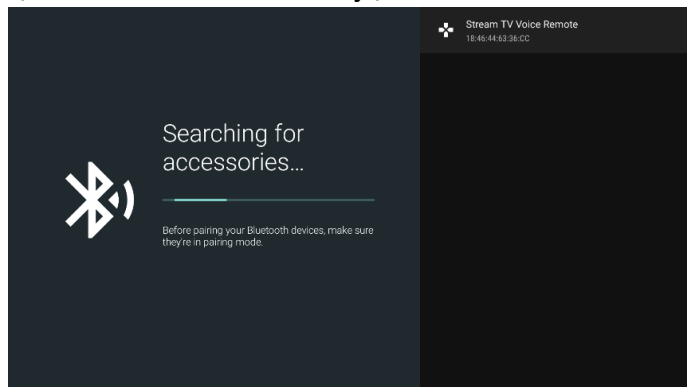 Stream TV Voice Remote
18:46:44:63:36:CC
Searching for
accessories...
Before pairing your Bluetooth devices, make sure
they're in pairing mode.